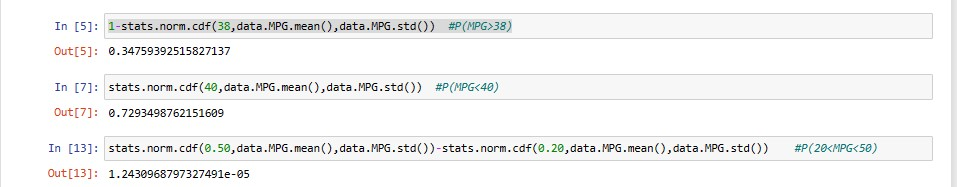 In [5]: 1-stats.norm.cdf(38,data.MPG.mean(),data.MPG.std()) #P(MPG>38)
Out[5]: 0.34759392515827137
In [7]: stats.norm.cdf(40,data.MPG.mean(),data.MPG.std()) #P(MPG<40)
Out[7]: 0.7293498762151609
In [13]: stats.norm.cdf(0.50,data.MPG.mean(),data.MPG.std())-stats.norm.cdf(0.20,data.MPG.mean(),data.MPG.std()) #P(20<MPG<50)
Out[13]: 1.2430968797327491e-05